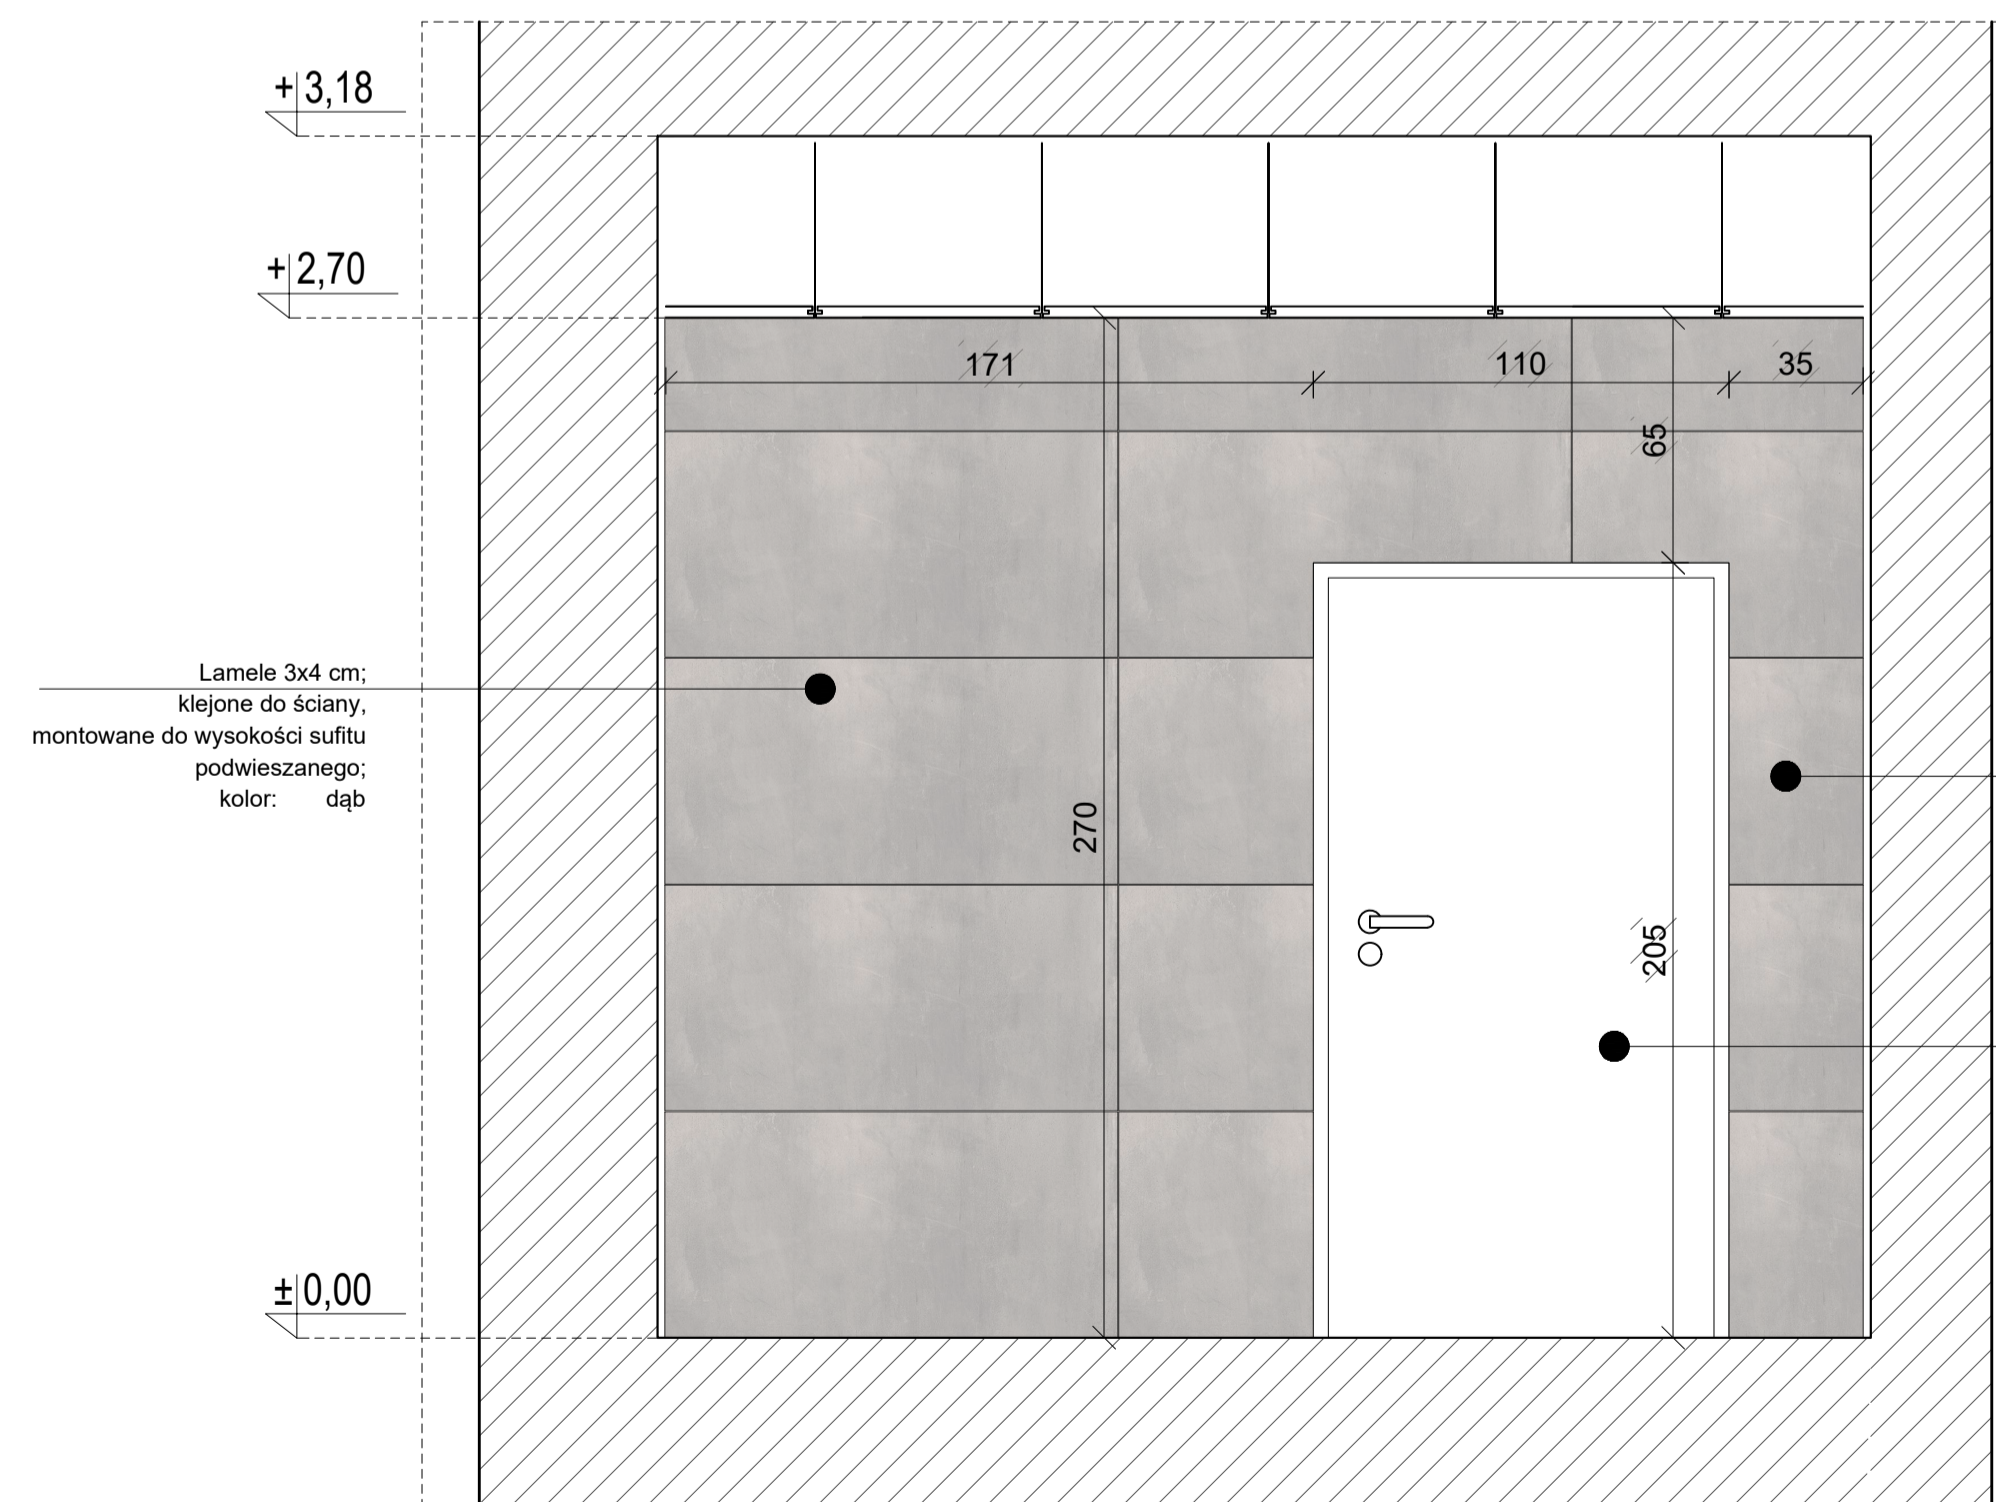 +3,18
+2,70
171
110
35
65
Lamele 3x4 cm;
klejone do ściany,
montowane do wysokości sufitu
podwieszanego;
kolor: dąb
270
205
±0,00